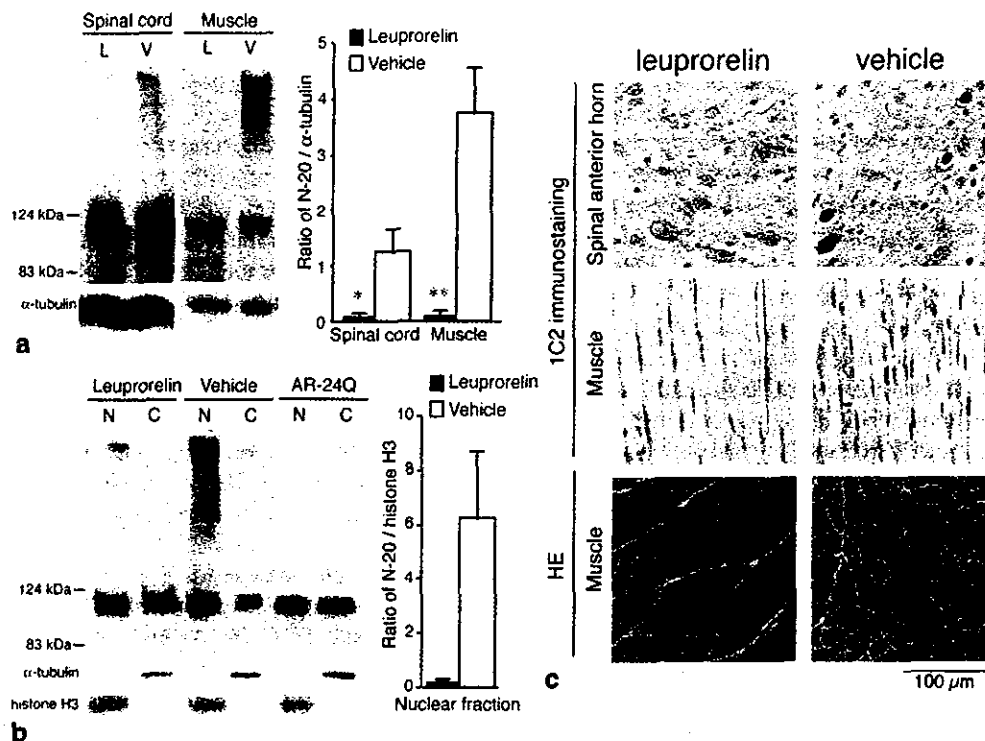 Spinal cord Muscle
L V L V
124 kDa
83 kDa
α-tubulin
a
Leuprorelin
Vehicle
Ratio of N-20 / α-tubulin
5
4
3
2
1
0
*
**
Spinal cord Muscle
Leuprorelin Vehicle AR-24Q
N C N C N C
124 kDa
83 kDa
α-tubulin
histone H3
b
Leuprorelin
Vehicle
Ratio of N-20 / histone H3
10
8
6
4
2
0
Nuclear fraction
leuprorelin vehicle
1C2 immunostaining
Spinal anterior horn
Muscle
HE
Muscle
c
100 µm